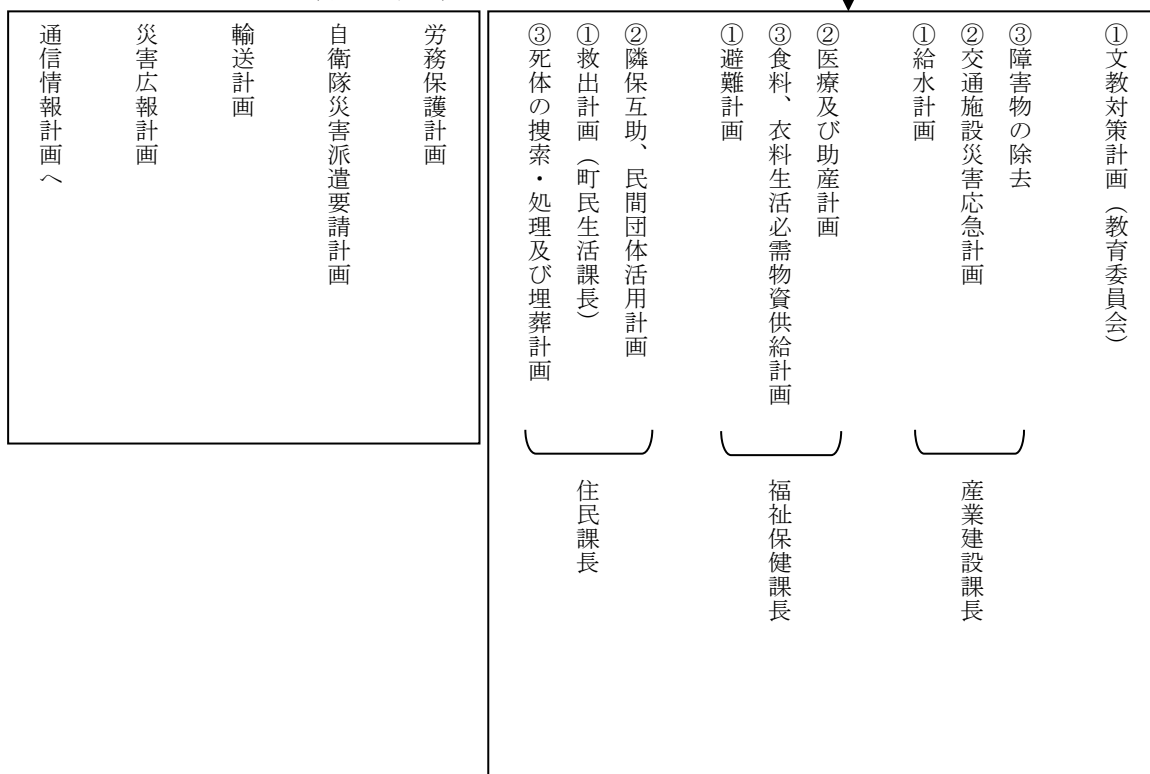 ①文教対策計画（教育委員会）
③障害物の除去
②交通施設災害応急計画
①給水計画
産業建設課長
②医療及び助産計画
③食料、衣料生活必需物資供給計画
①避難計画
福祉保健課長
②隣保互助、民間団体活用計画
①救出計画（町民生活課長）
③死体の捜索・処理及び埋葬計画
住民課長
労務保護計画
自衛隊災害派遣要請計画
輸送計画
災害広報計画
通信情報計画へ